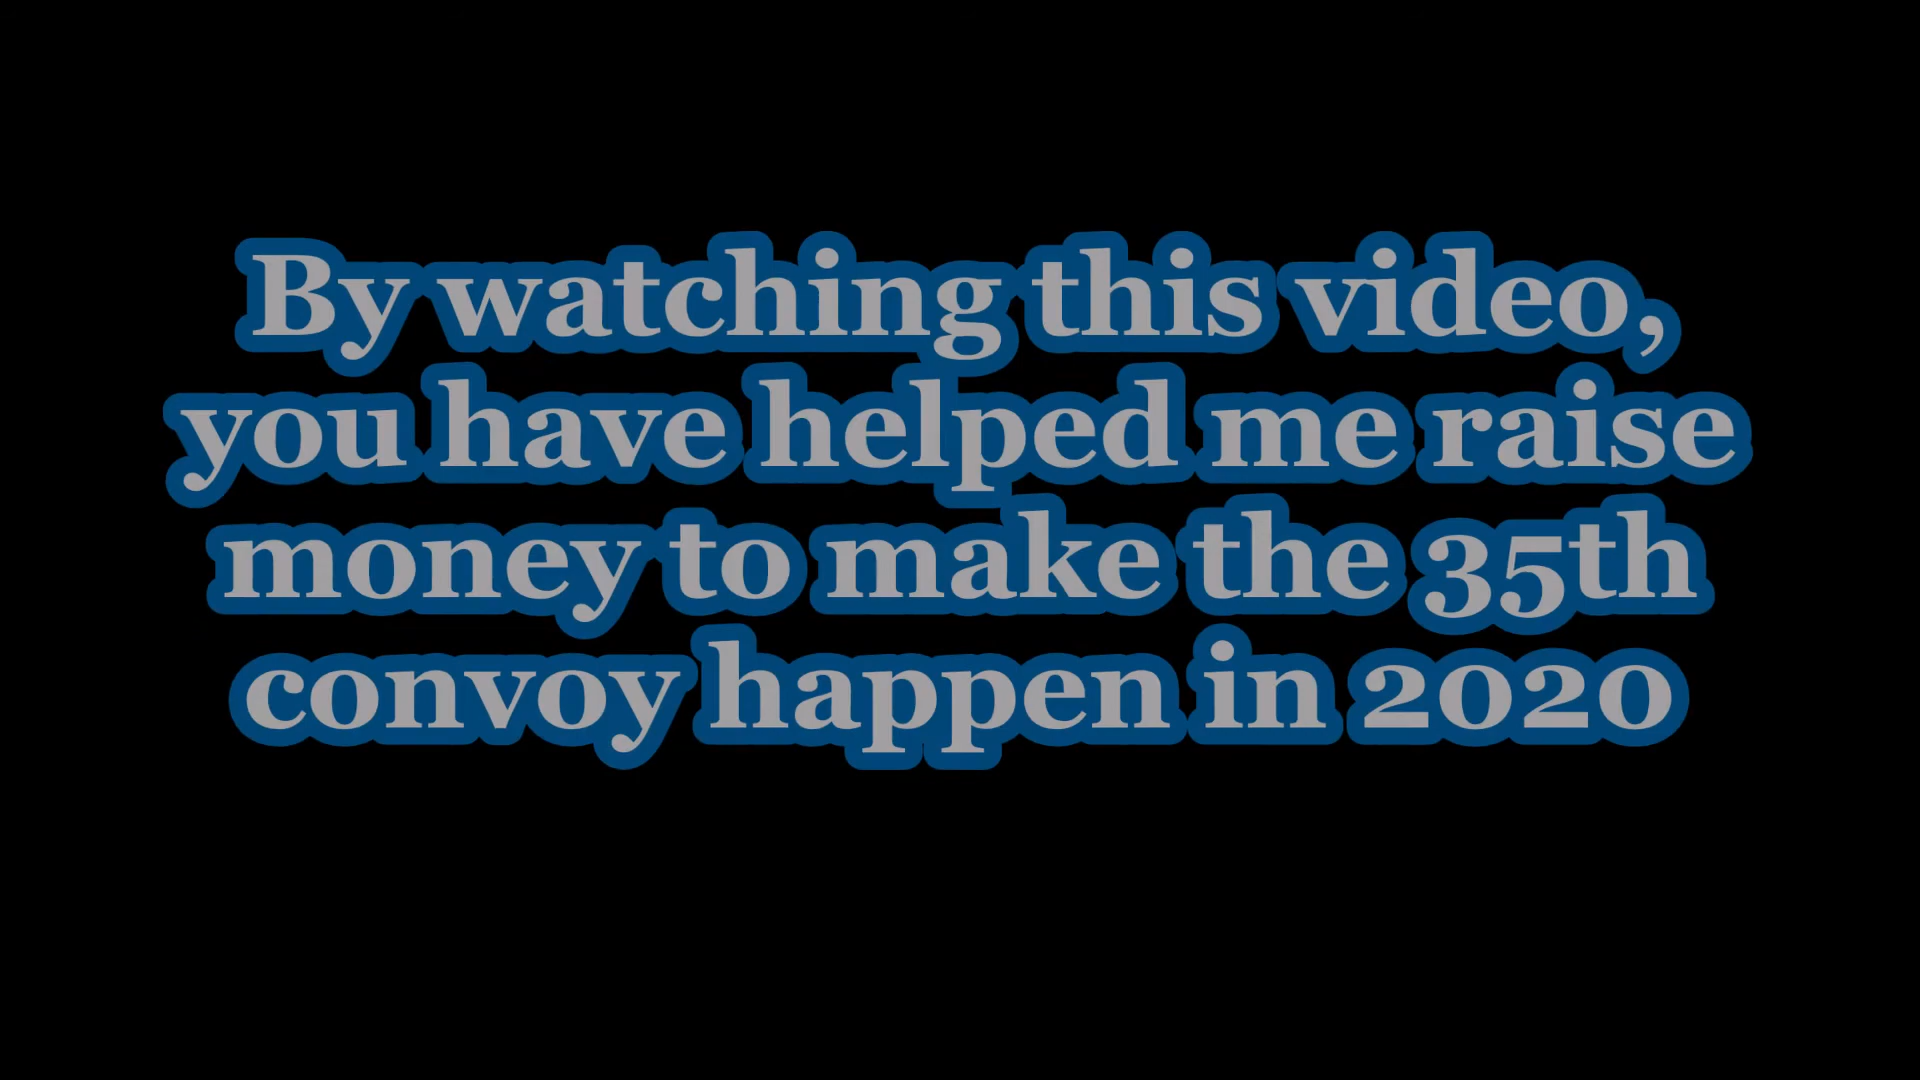 By watching this video,
you have helped me raise
money to make the 35th
convoy happen in 2020